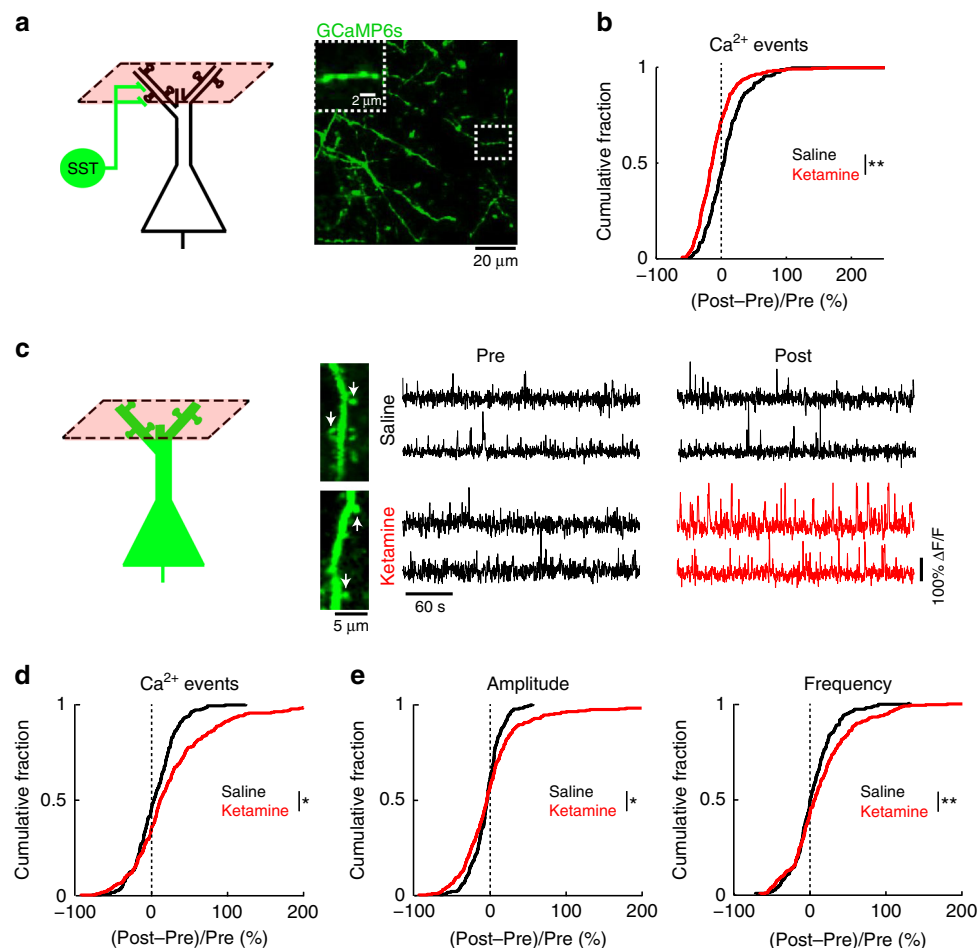 a
GCaMP6s
2 μm
SST
20 μm
b
Ca²⁺ events
Cumulative fraction
1
0.5
0
Saline
Ketamine
**
−100 0 100 200
(Post–Pre)/Pre (%)
c
Pre
Post
Saline
Ketamine
60 s
5 μm
100% ΔF/F
d
Ca²⁺ events
Cumulative fraction
1
0.5
0
Saline
Ketamine
*
−100 0 100 200
(Post–Pre)/Pre (%)
e
Amplitude
Cumulative fraction
1
0.5
0
Saline
Ketamine
*
−100 0 100 200
(Post–Pre)/Pre (%)
Frequency
Cumulative fraction
1
0.5
0
Saline
Ketamine
**
−100 0 100 200
(Post–Pre)/Pre (%)